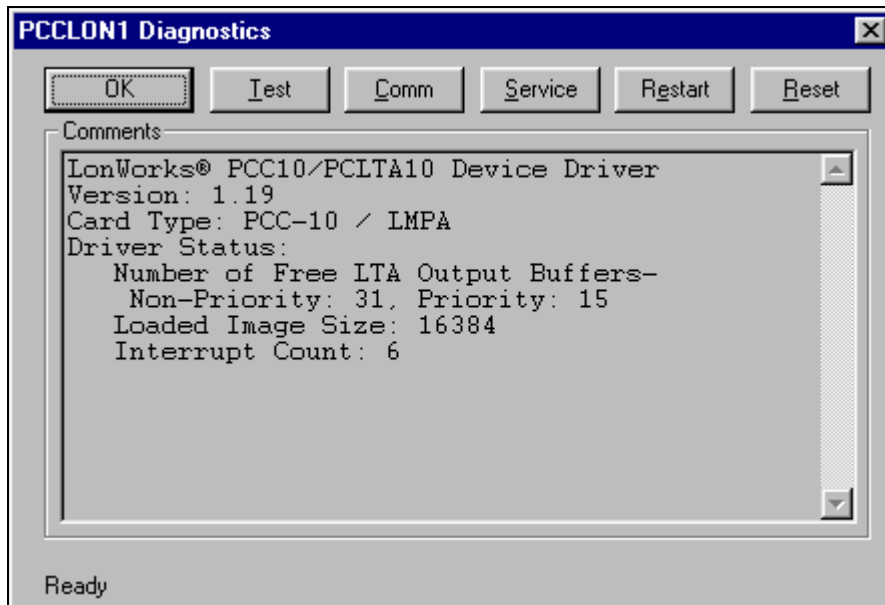 PCCLON1 Diagnostics
OK Test Comm Service Restart Reset
Comments
LonWorks® PCC10/PCLTA10 Device Driver
Version: 1.19
Card Type: PCC-10 / LMPA
Driver Status:
Number of Free LTA Output Buffers-
Non-Priority: 31, Priority: 15
Loaded Image Size: 16384
Interrupt Count: 6
Ready